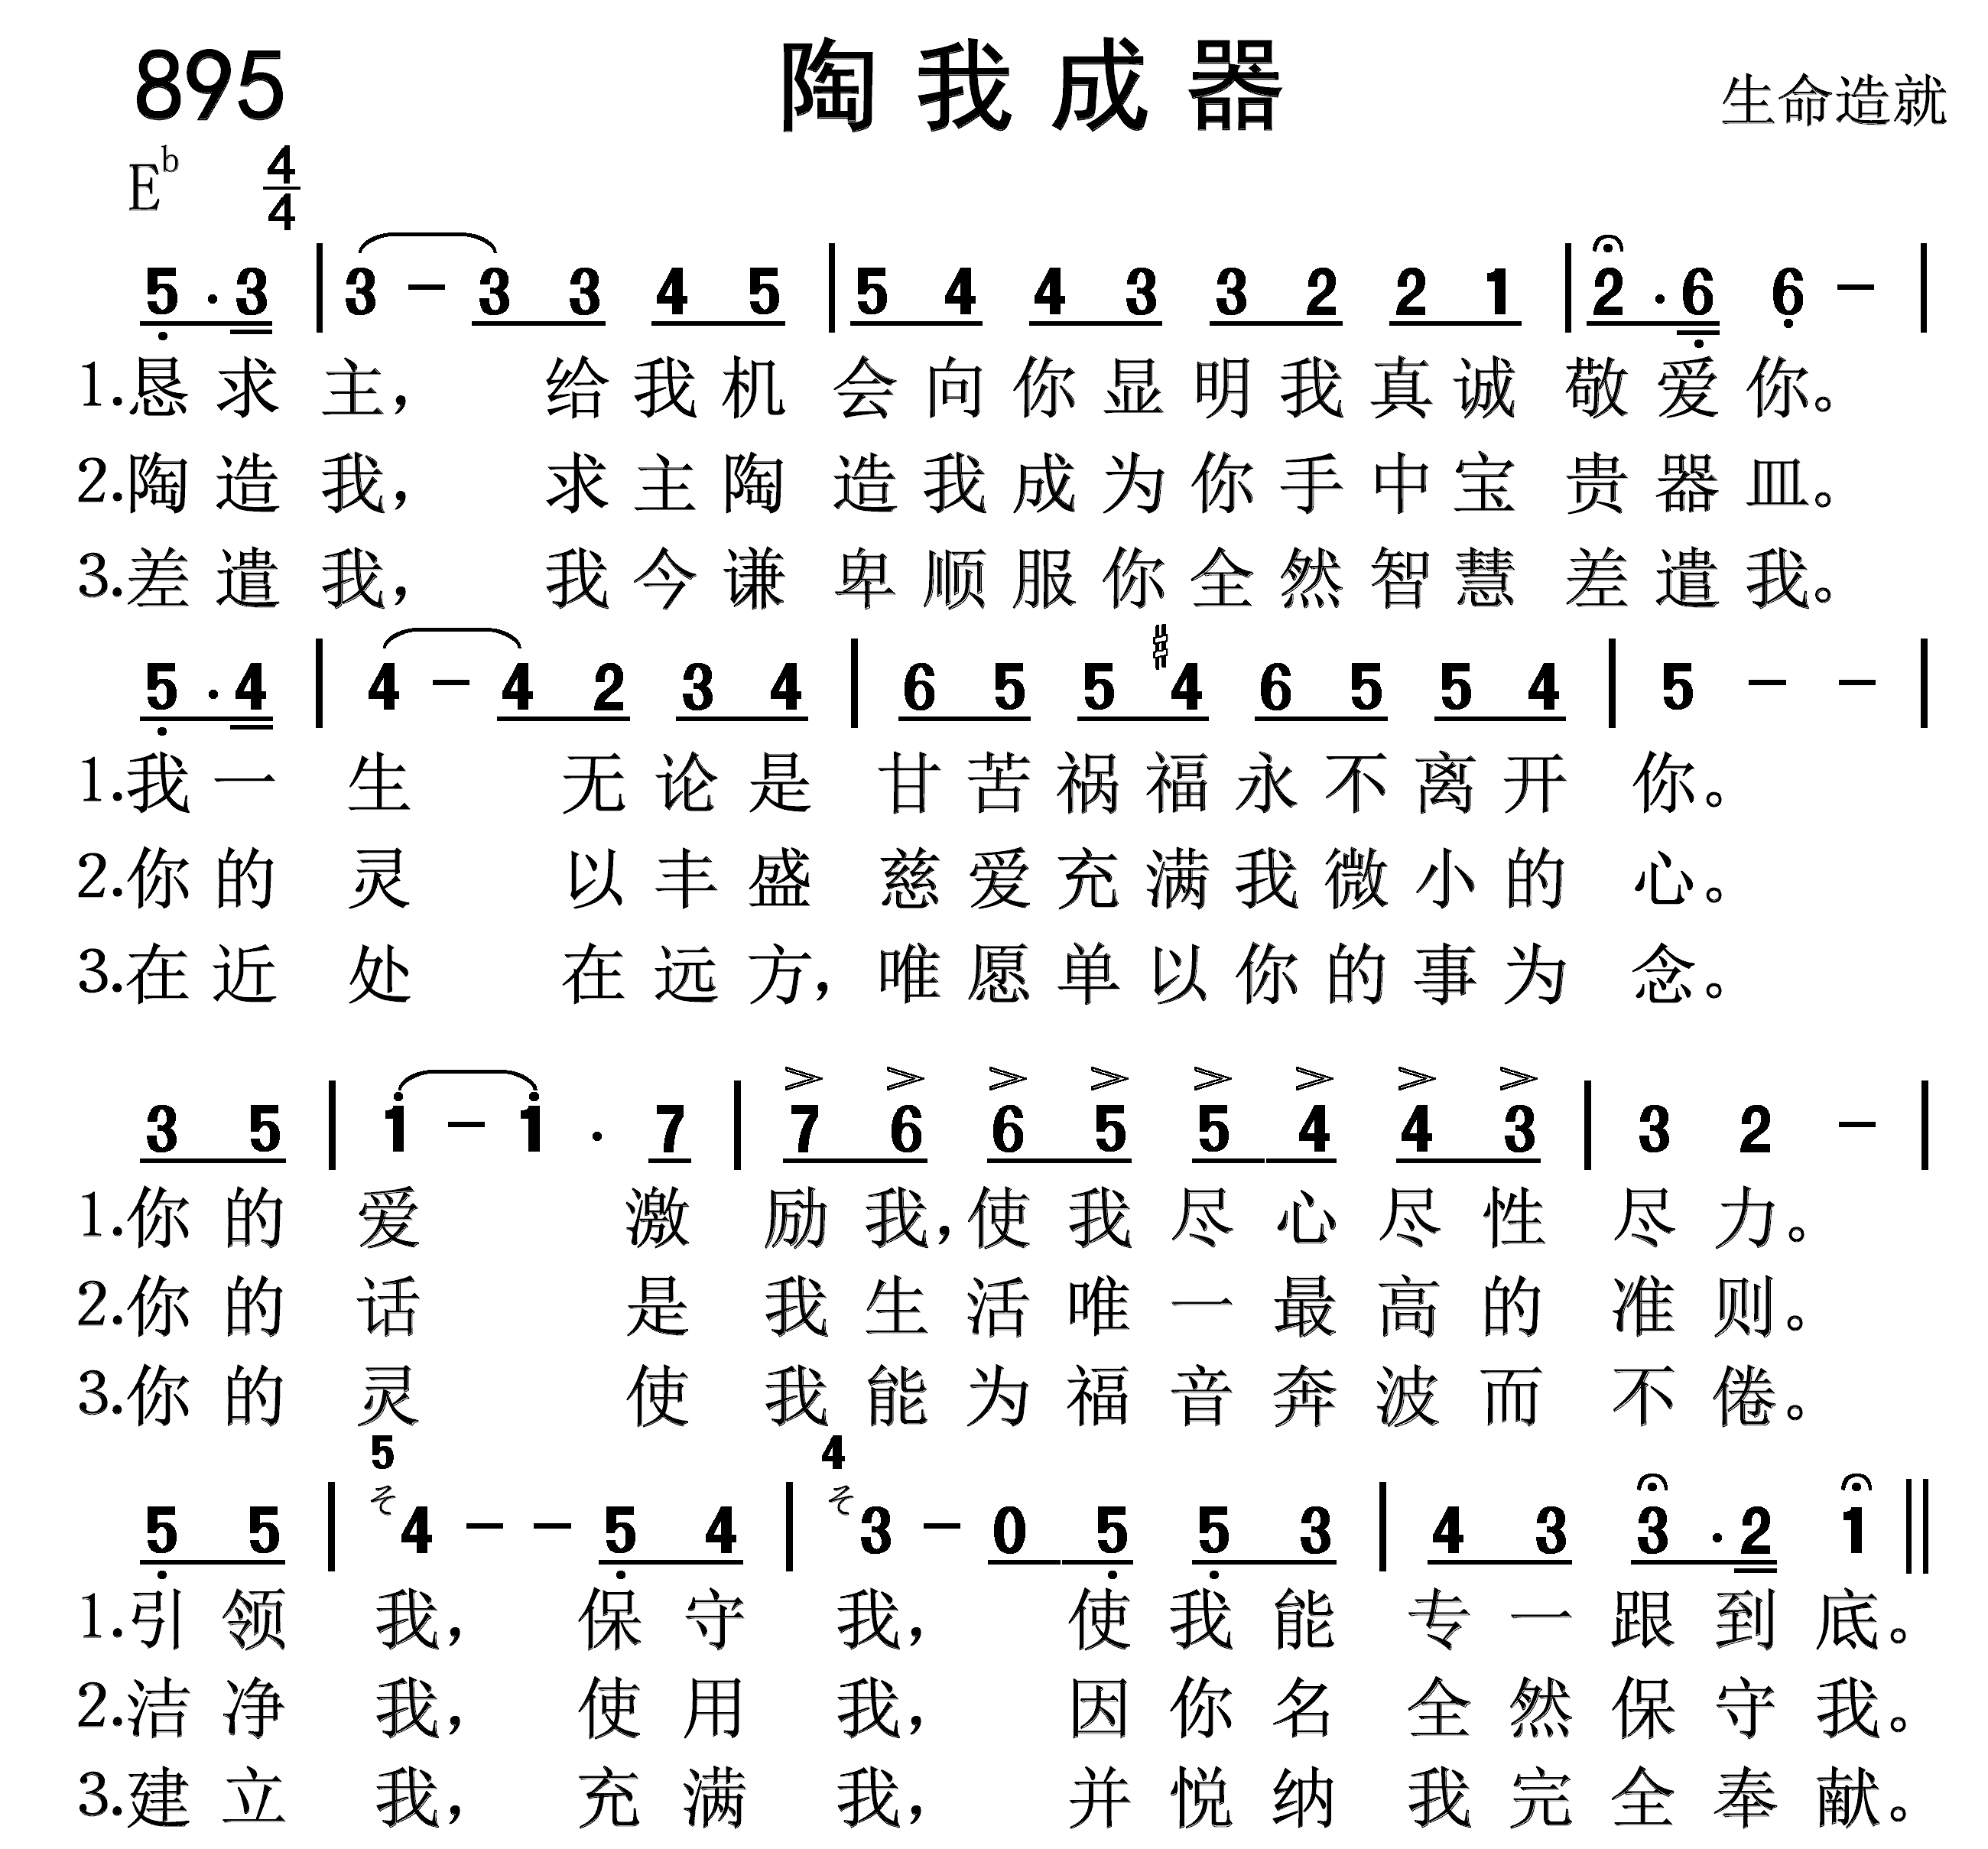 895 陶我成器 生命造就
E♭ 4/4
5 . 3 | 3 － 3 3 4 5 | 5 4 4 3 3 2 2 1 | 2 . 6 6 － |
1.恳求主， 给我机会向你显明我真诚敬爱你。
2.陶造我， 求主陶造我成为你手中宝贵器皿。
3.差遣我， 我今谦卑顺服你全然智慧差遣我。
5 . 4 | 4 － 4 2 3 4 | 6 5 5 ♯4 6 5 5 4 | 5 － － |
1.我一生 无论是甘苦祸福永不离开你。
2.你的灵 以丰盛慈爱充满我微小的心。
3.在近处 在远方，唯愿单以你的事为念。
3 5 | 1 － 1 . 7 | 7 6 6 5 5 4 4 3 | 3 2 － |
1.你的爱 激励我，使我尽心尽性尽力。
2.你的话 是我生活唯一最高的准则。
3.你的灵 使我能为福音奔波而不倦。
5 4
5 5 | 4 － － 5 4 | 3 － 0 5 5 3 | 4 3 3 . 2 1 ||
1.引领我， 保守我， 使我能专一跟到底。
2.洁净我， 使用我， 因你名全然保守我。
3.建立我， 充满我， 并悦纳我完全奉献。